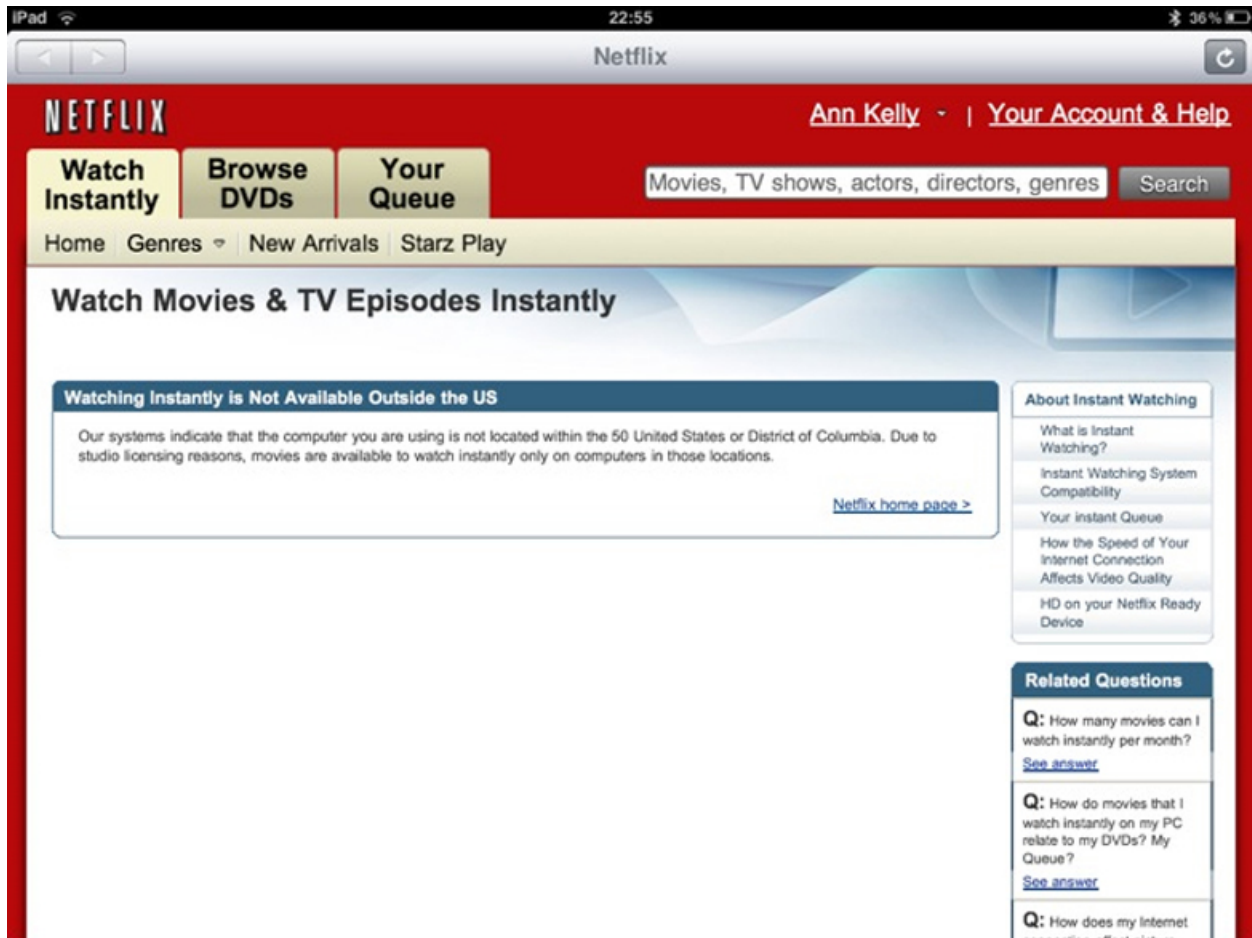 iPad 22:55 36%
Netflix
NETFLIX
Ann Kelly | Your Account & Help
Watch Instantly
Browse DVDs
Your Queue
Movies, TV shows, actors, directors, genres Search
Home Genres New Arrivals Starz Play
Watch Movies & TV Episodes Instantly
Watching Instantly is Not Available Outside the US
Our systems indicate that the computer you are using is not located within the 50 United States or District of Columbia. Due to
studio licensing reasons, movies are available to watch instantly only on computers in those locations.
Netflix home page >
About Instant Watching
What is Instant
Watching?
Instant Watching System
Compatibility
Your instant Queue
How the Speed of Your
Internet Connection
Affects Video Quality
HD on your Netflix Ready
Device
Related Questions
Q: How many movies can I
watch instantly per month?
See answer
Q: How do movies that I
watch instantly on my PC
relate to my DVDs? My
Queue?
See answer
Q: How does my Internet